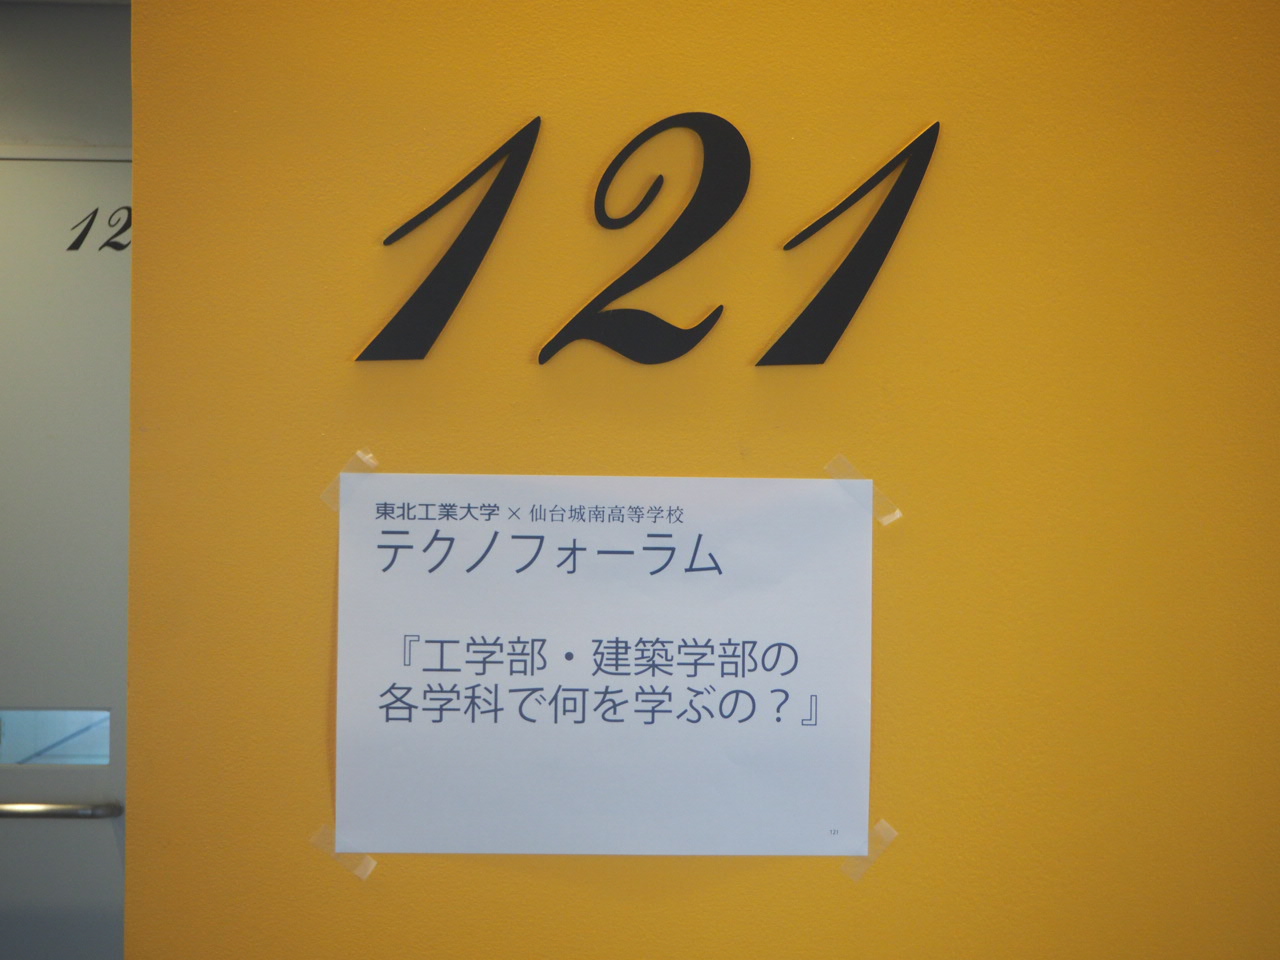 12
121
東北工業大学 × 仙台城南高等学校
テクノフォーラム
『工学部・建築学部の
各学科で何を学ぶの？』
121